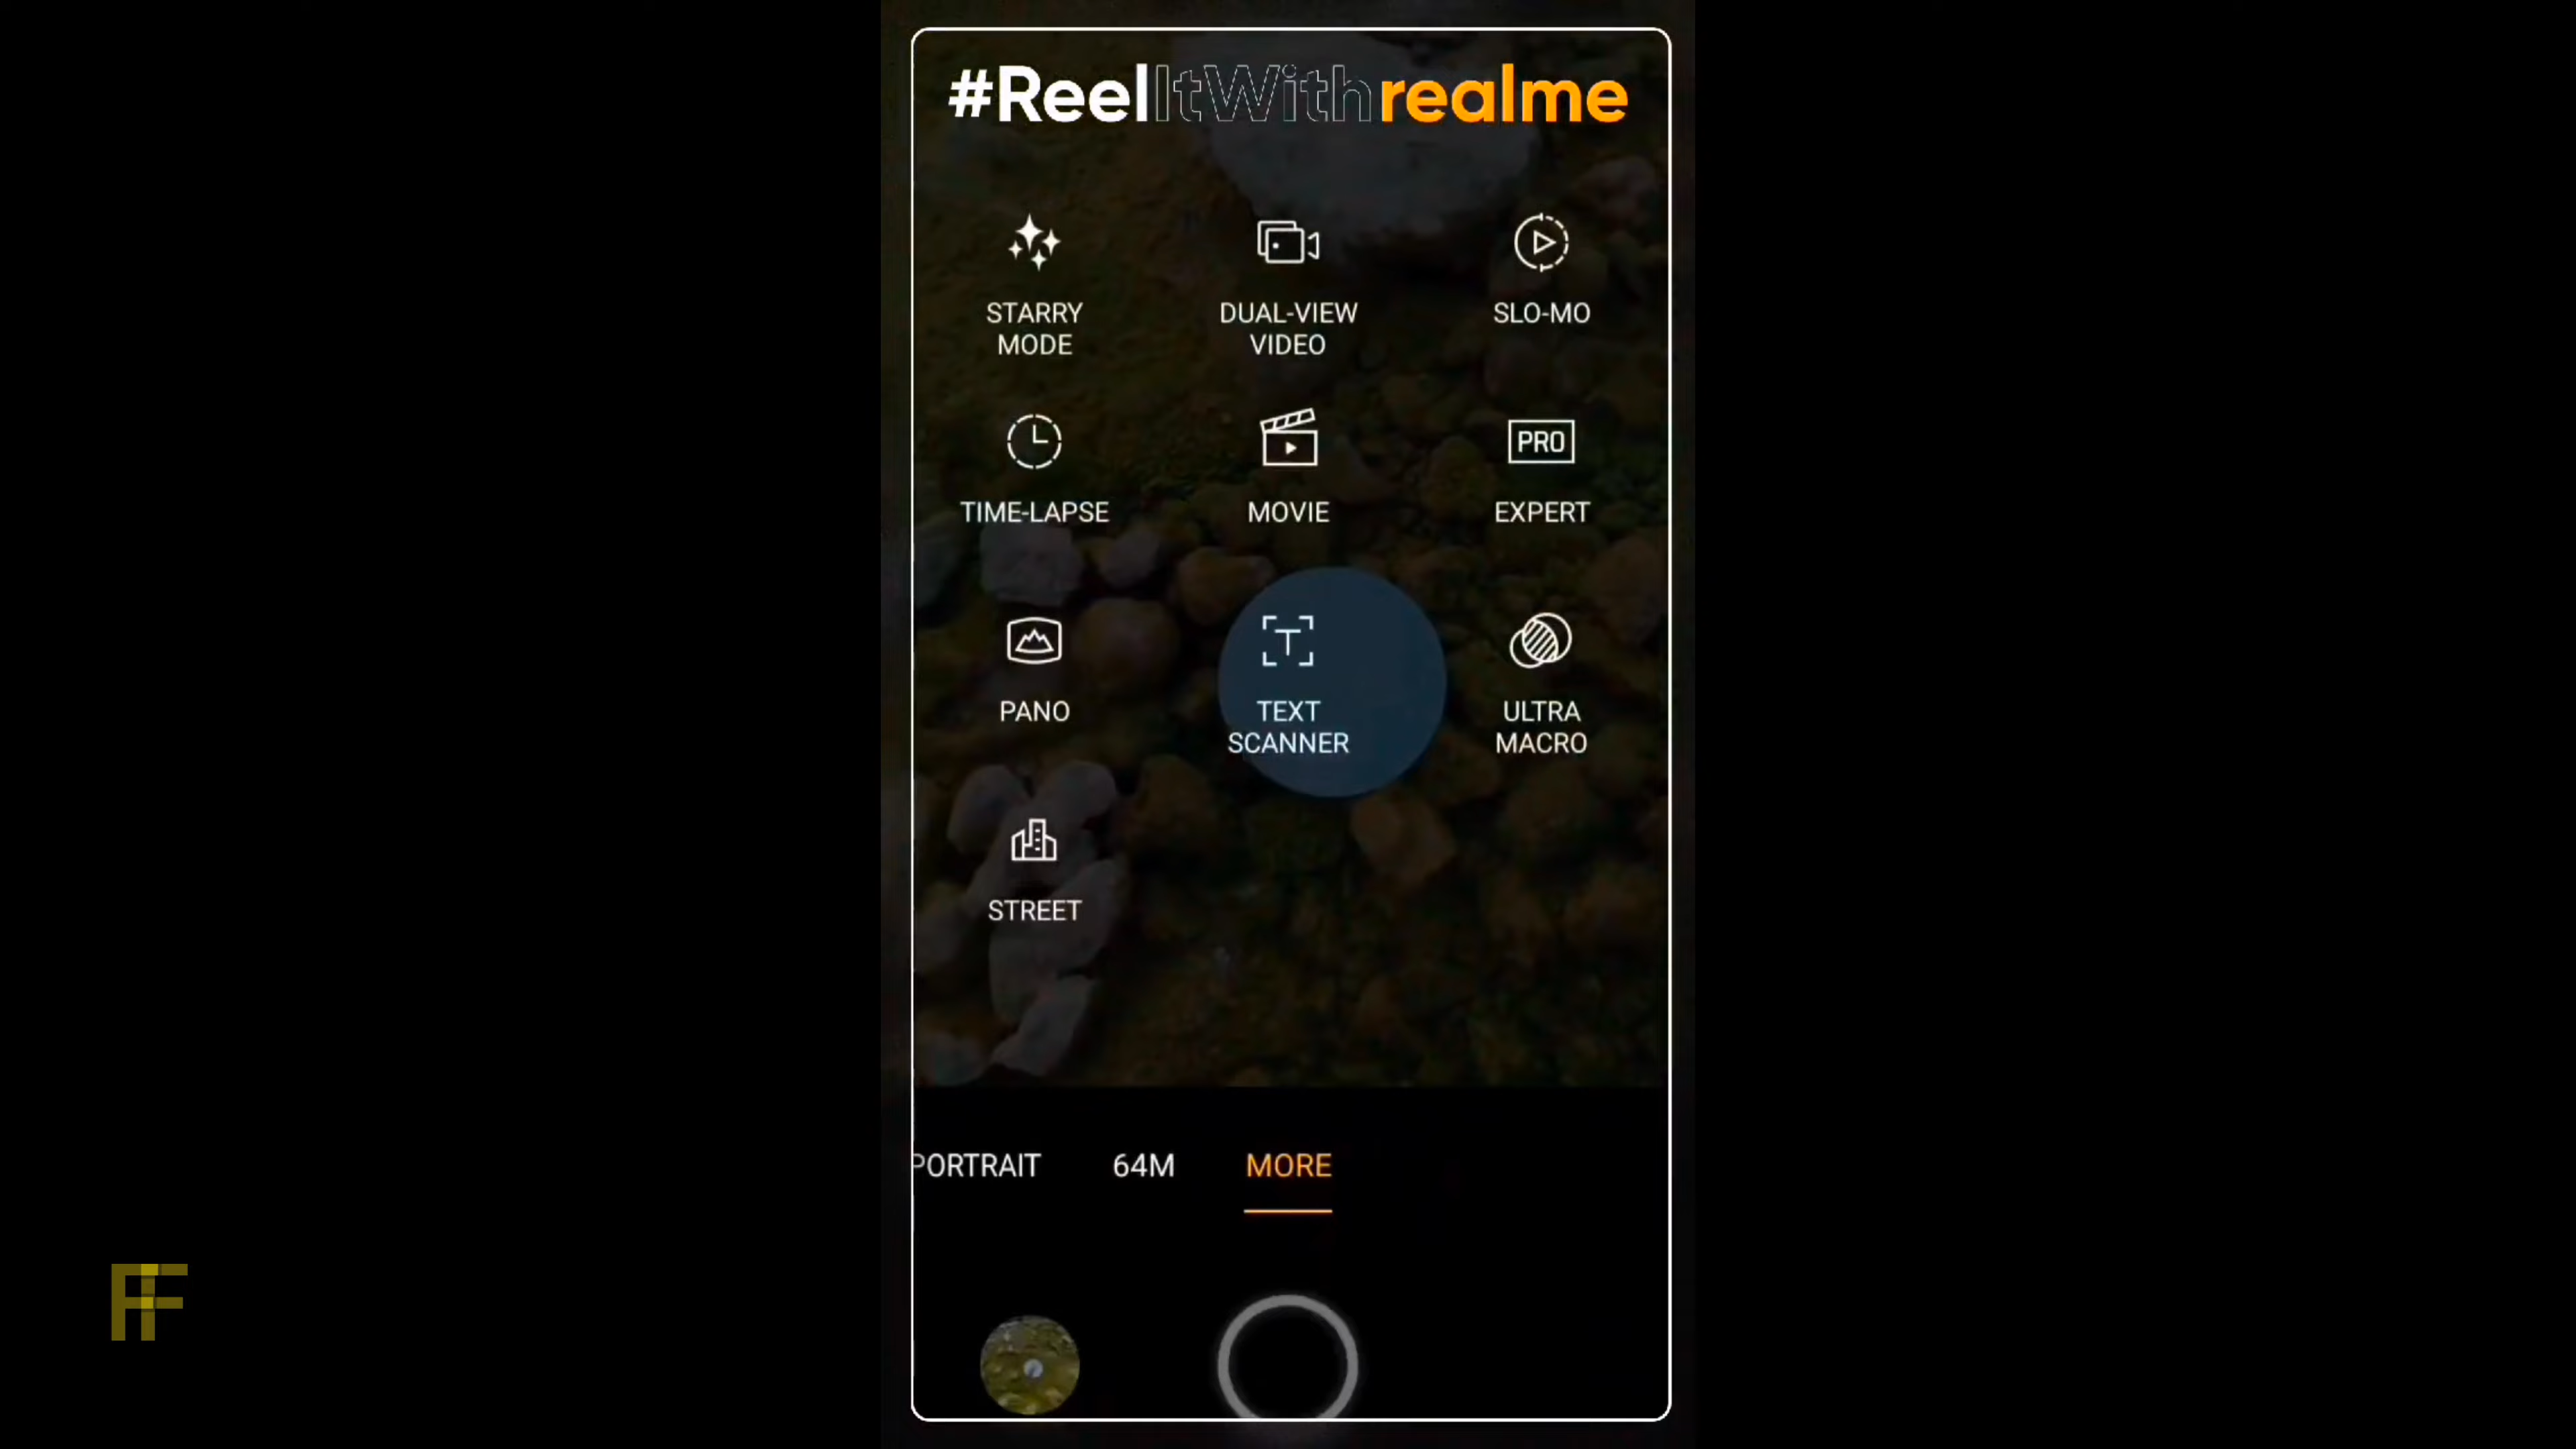 #ReelItWithrealme
STARRY
MODE
DUAL-VIEW
VIDEO
SLO-MO
TIME-LAPSE
MOVIE
PRO
EXPERT
PANO
T
TEXT
SCANNER
ULTRA
MACRO
STREET
PORTRAIT
64M
MORE
FF